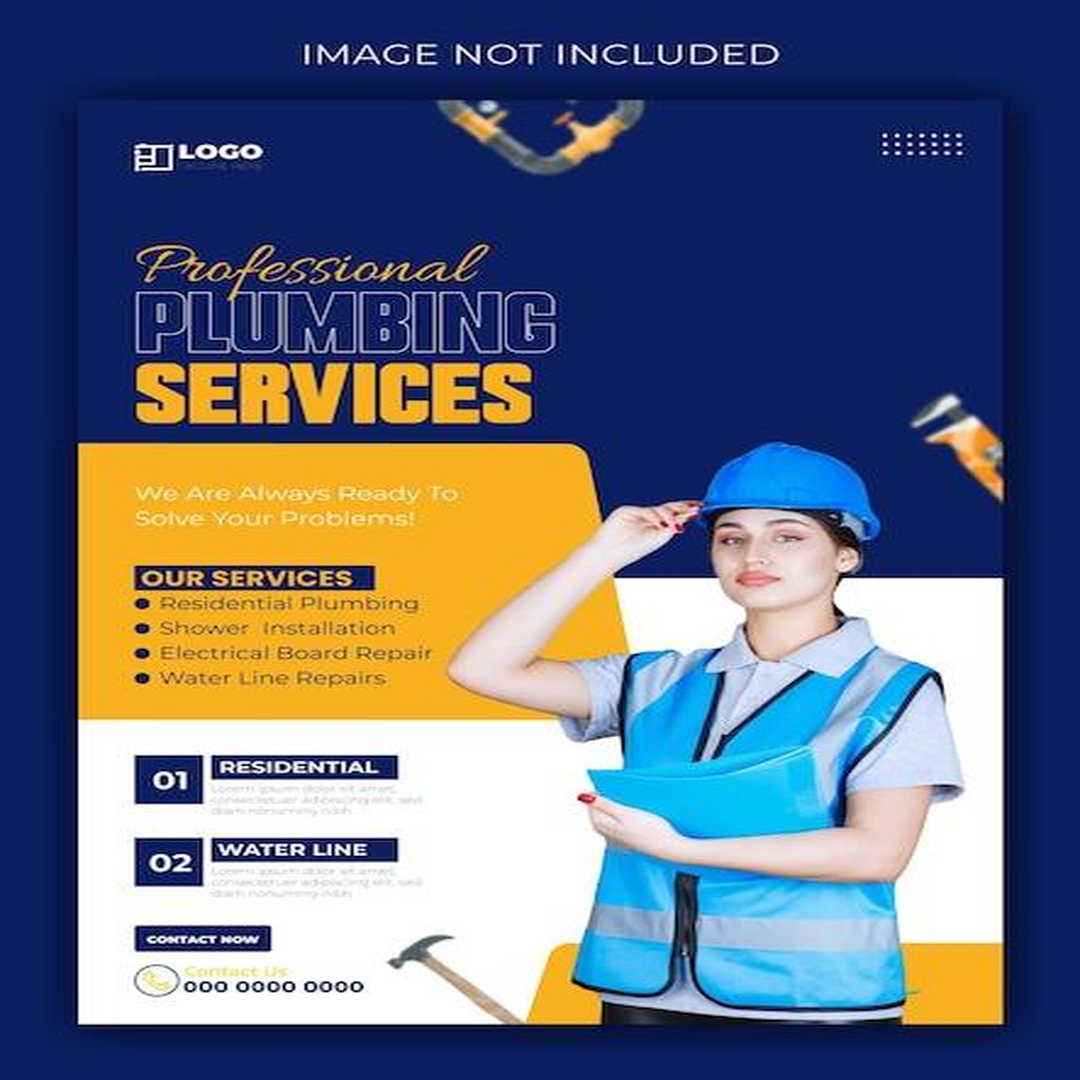 IMAGE NOT INCLUDED
LOGO
Professional
PLUMBING
SERVICES
We Are Always Ready To
Solve Your Problems!
OUR SERVICES
Residential Plumbing
Shower Installation
Electrical Board Repair
Water Line Repairs
01
RESIDENTIAL
Lorem ipsum dolor sit amet,
consectetuer adipiscing elit, sed
diam nonummy nibh
02
WATER LINE
Lorem ipsum dolor sit amet,
consectetuer adipiscing elit, sed
diam nonummy nibh
CONTACT NOW
Contact Us
000 0000 0000